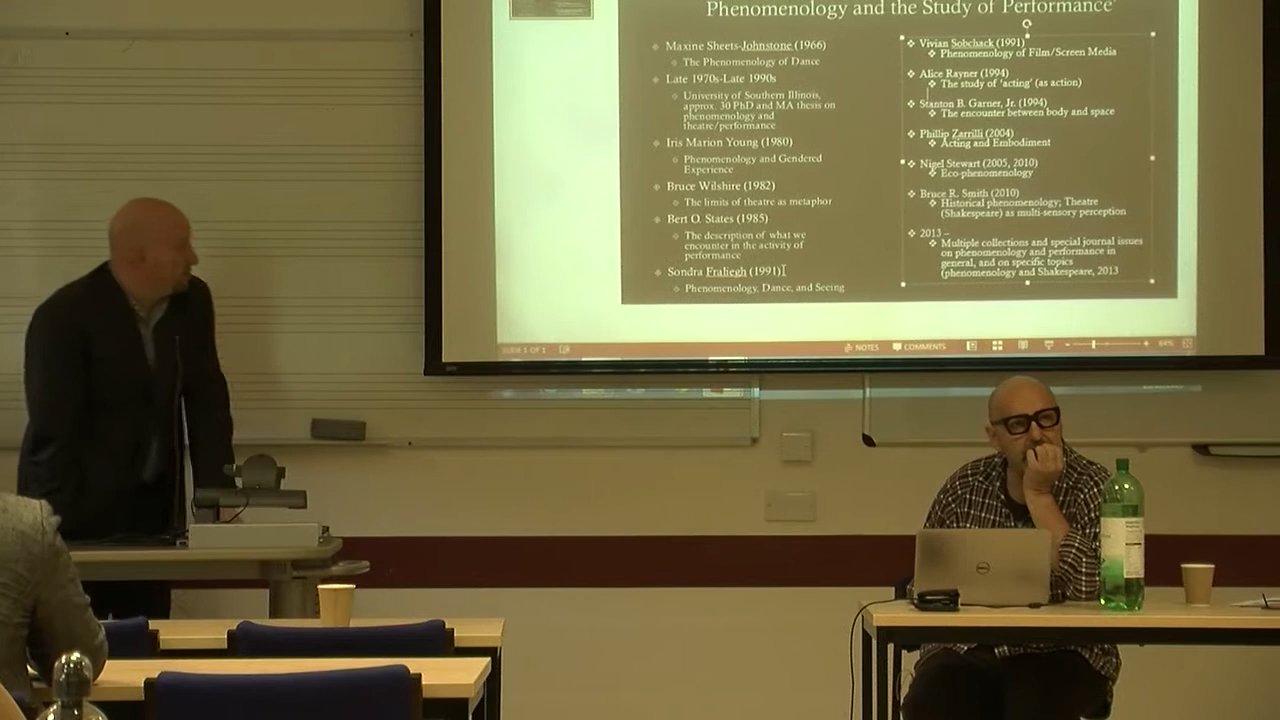 Phenomenology and the Study of Performance'
Maxine Sheets-Johnstone (1966)
The Phenomenology of Dance
Late 1970s-Late 1990s
University of Southern Illinois,
approx. 30 PhD and MA thesis on
phenomenology and
theatre/performance
Iris Marion Young (1980)
Phenomenology and Gendered
Experience
Bruce Wilshire (1982)
The limits of theatre as metaphor
Bert O. States (1985)
The description of what we
encounter in the activity of
performance
Sondra Fraliegh (1991)
Phenomenology, Dance, and Seeing
Vivian Sobchack (1991)
Phenomenology of Film/Screen Media
Alice Rayner (1994)
The study of 'acting' (as action)
Stanton B. Garner, Jr. (1994)
The encounter between body and space
Phillip Zarrilli (2004)
Acting and Embodiment
Nigel Stewart (2005, 2010)
Eco-phenomenology
Bruce R. Smith (2010)
Historical phenomenology; Theatre
(Shakespeare) as multi-sensory perception
2013 –
Multiple collections and special journal issues
on phenomenology and performance in
general, and on specific topics
(phenomenology and Shakespeare, 2013
SLIDE 1 OF 1
NOTES
COMMENTS
64%
DELL